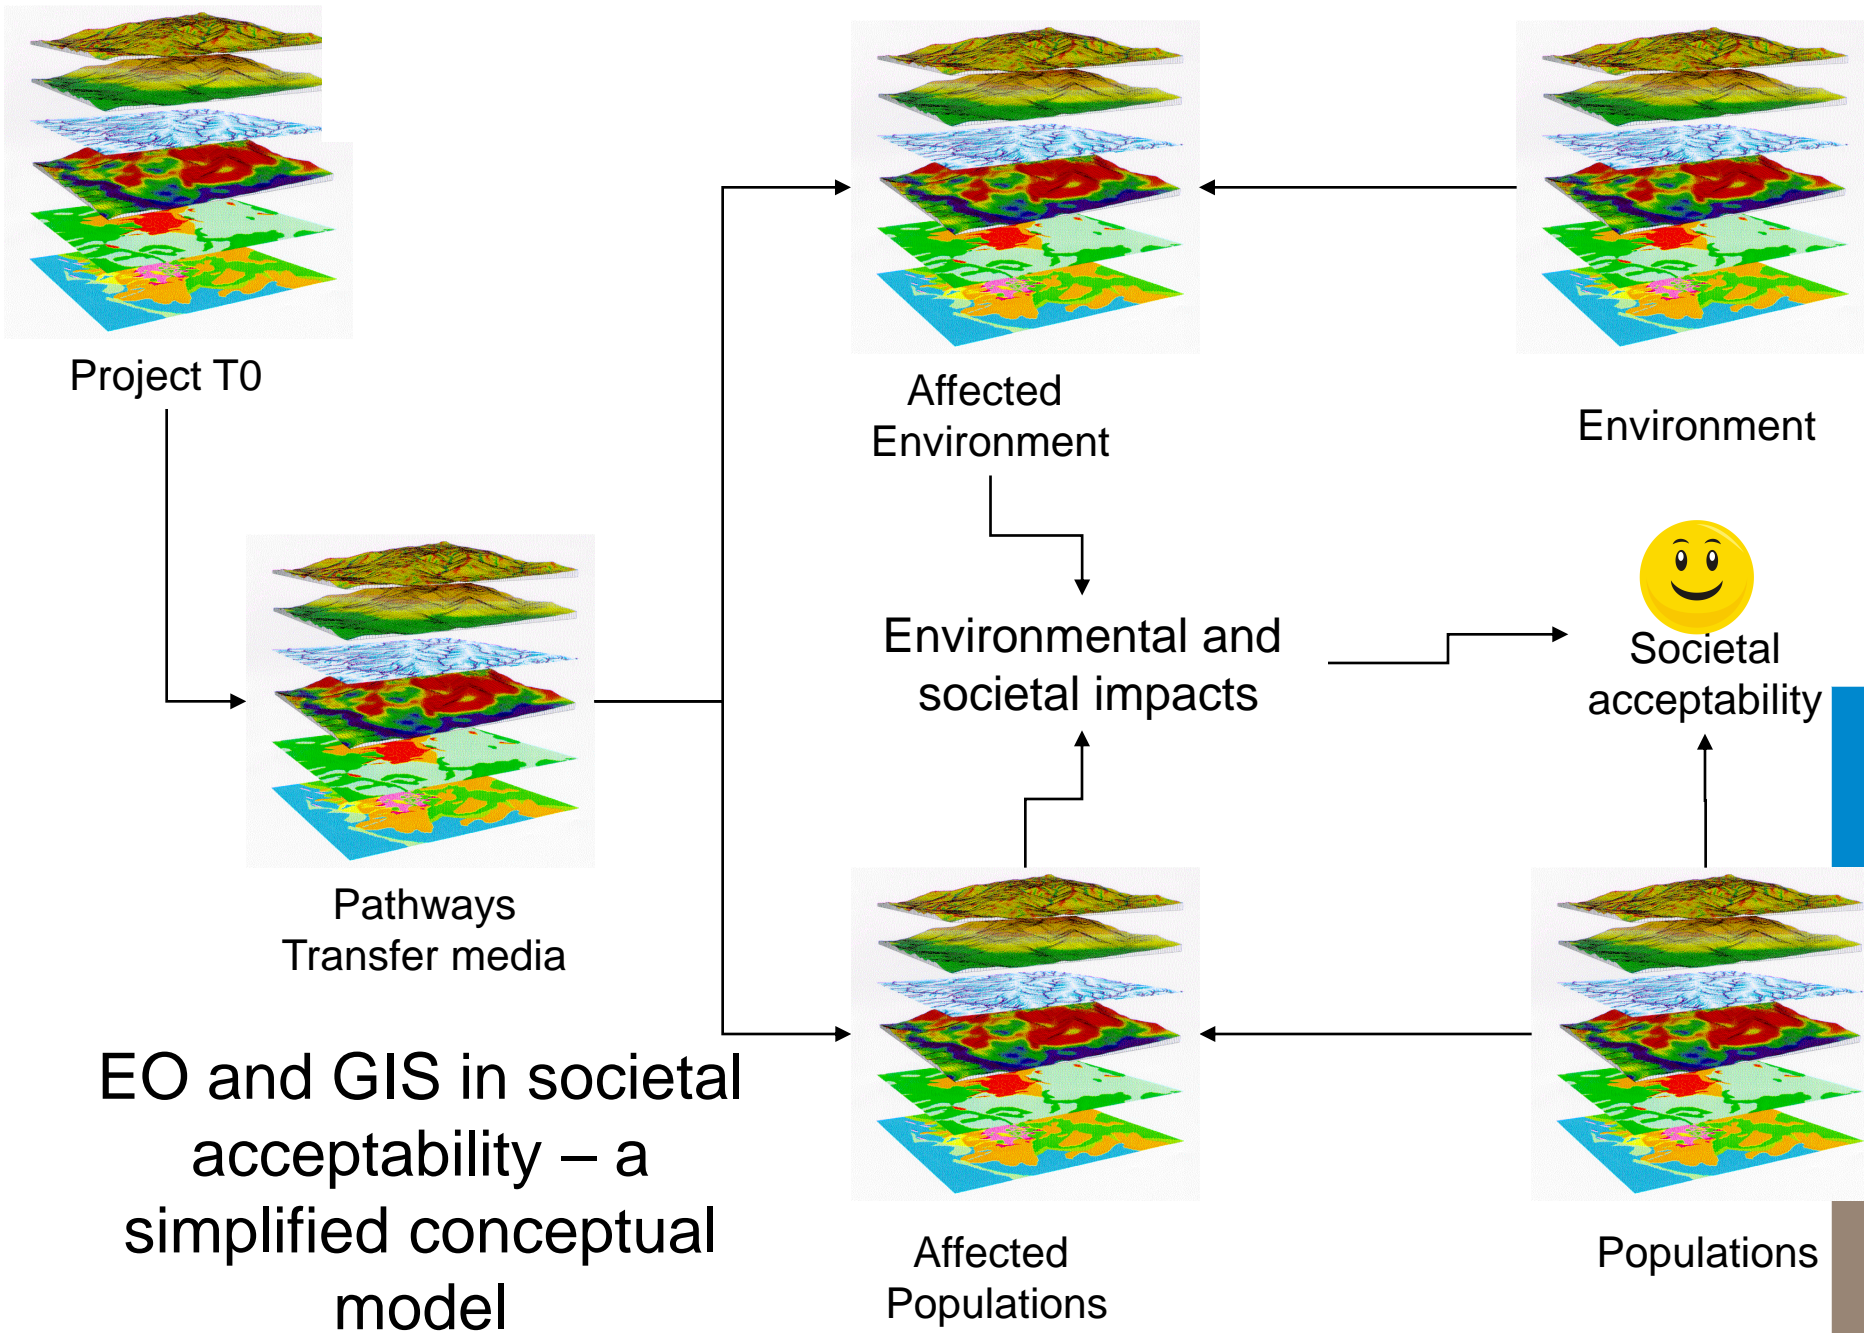 Project T0
Affected
Environment
Environment
Environmental and
societal impacts
Societal
acceptability
Pathways
Transfer media
EO and GIS in societal
acceptability – a
simplified conceptual
model
Affected
Populations
Populations